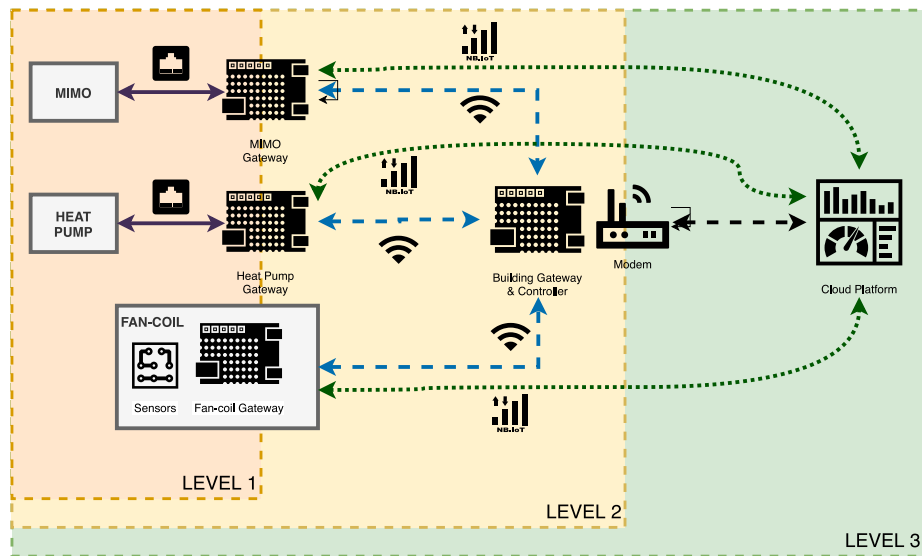 NB.IoT
MIMO
MIMO
Gateway
NB.IoT
HEAT
PUMP
Heat Pump
Gateway
Building Gateway
& Controller
Modem
Cloud Platform
FAN-COIL
Sensors
Fan-coil Gateway
NB.IoT
LEVEL 1
LEVEL 2
LEVEL 3